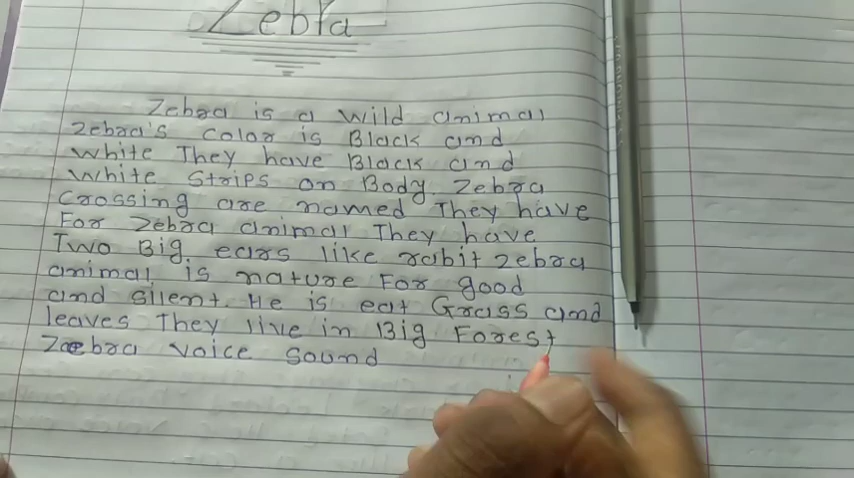 Zebra
Zebra is a wild animal
Zebra's color is Black and
white They have Black and
white Strips on Body. Zebra
Crossing are named They have
For Zebra animal They have
Two Big ears like rabit zebra
animal is nature For good
and silent. He is eat Grass and
leaves They live in Big Forest
Zaebra voice sound